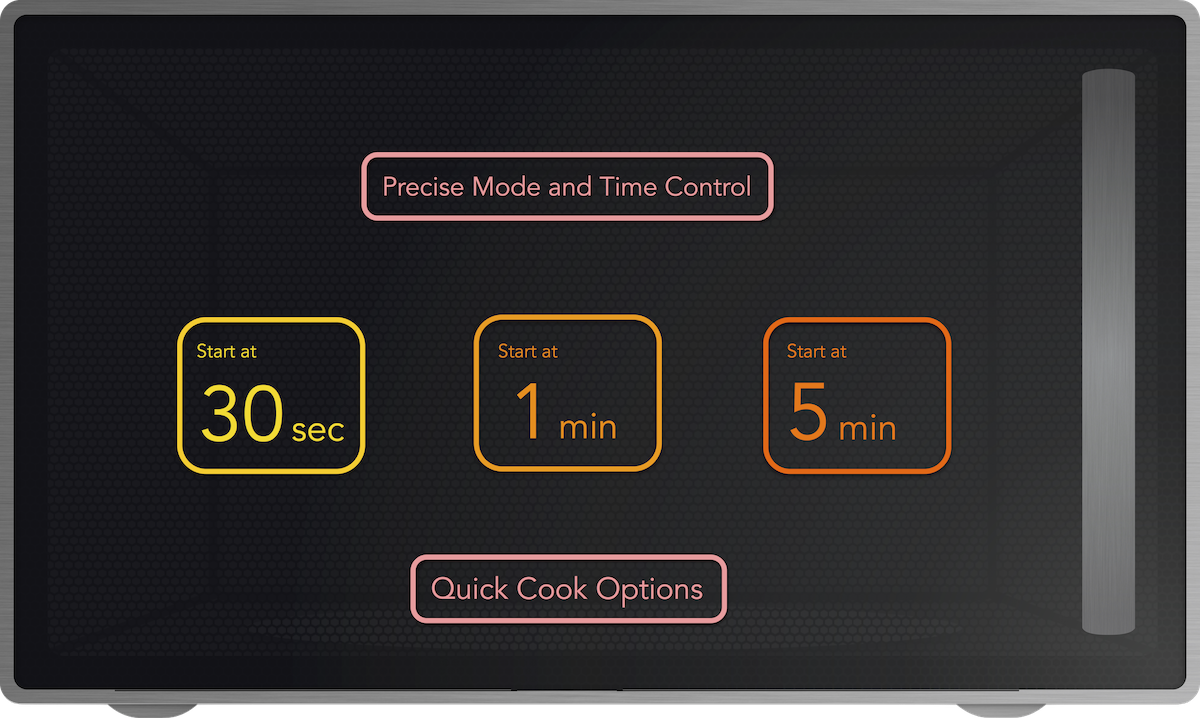 Precise Mode and Time Control
Start at
30 sec
Start at
1 min
Start at
5 min
Quick Cook Options